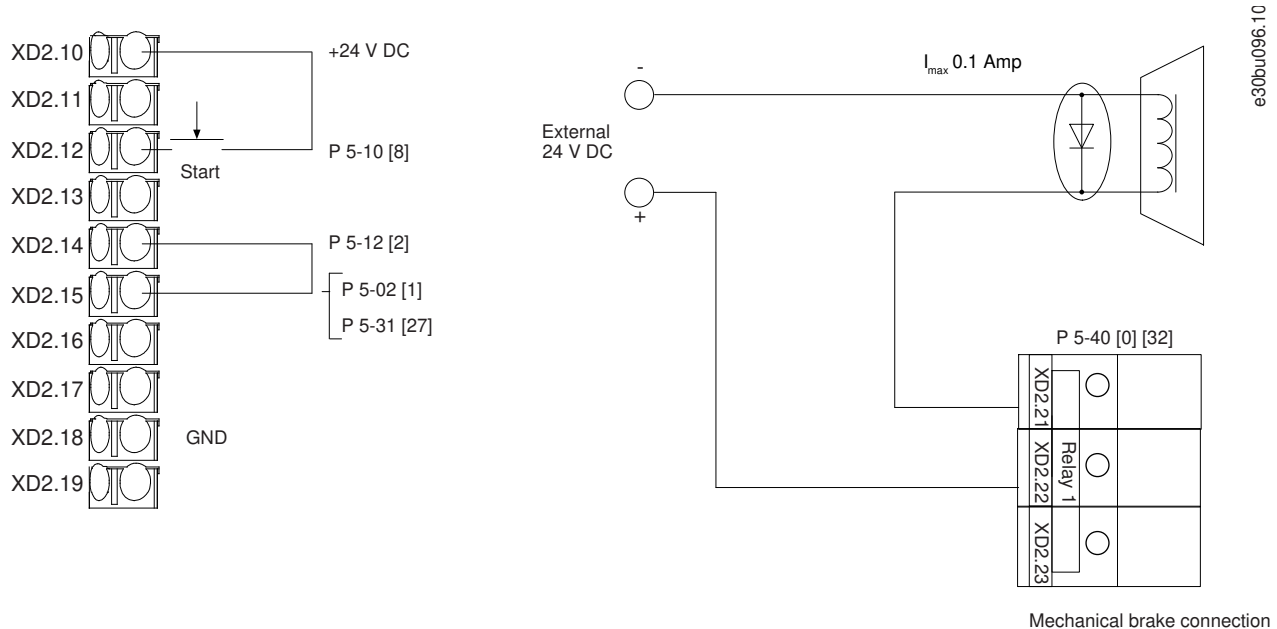 XD2.10
+24 V DC
XD2.11
XD2.12
Start
P 5-10 [8]
XD2.13
XD2.14
P 5-12 [2]
XD2.15
P 5-02 [1]
P 5-31 [27]
XD2.16
XD2.17
XD2.18
GND
XD2.19
-
External
24 V DC
+
Imax 0.1 Amp
e30bu096.10
P 5-40 [0] [32]
XD2.21
XD2.22
XD2.23
Relay 1
Mechanical brake connection